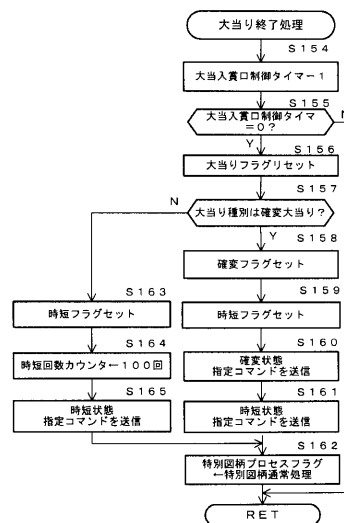 大当り終了処理
S154
大当入賞口制御タイマー1
S155
大当入賞口制御タイマ
=0?
N
Y
S156
大当りフラグリセット
S157
大当り種別は確変大当り?
N
Y
S158
確変フラグセット
S159
時短フラグセット
S160
確変状態
指定コマンドを送信
S161
時短状態
指定コマンドを送信
S163
時短フラグセット
S164
時短回数カウンタ←100回
S165
時短状態
指定コマンドを送信
S162
特別図柄プロセスフラグ
←特別図柄通常処理
RET